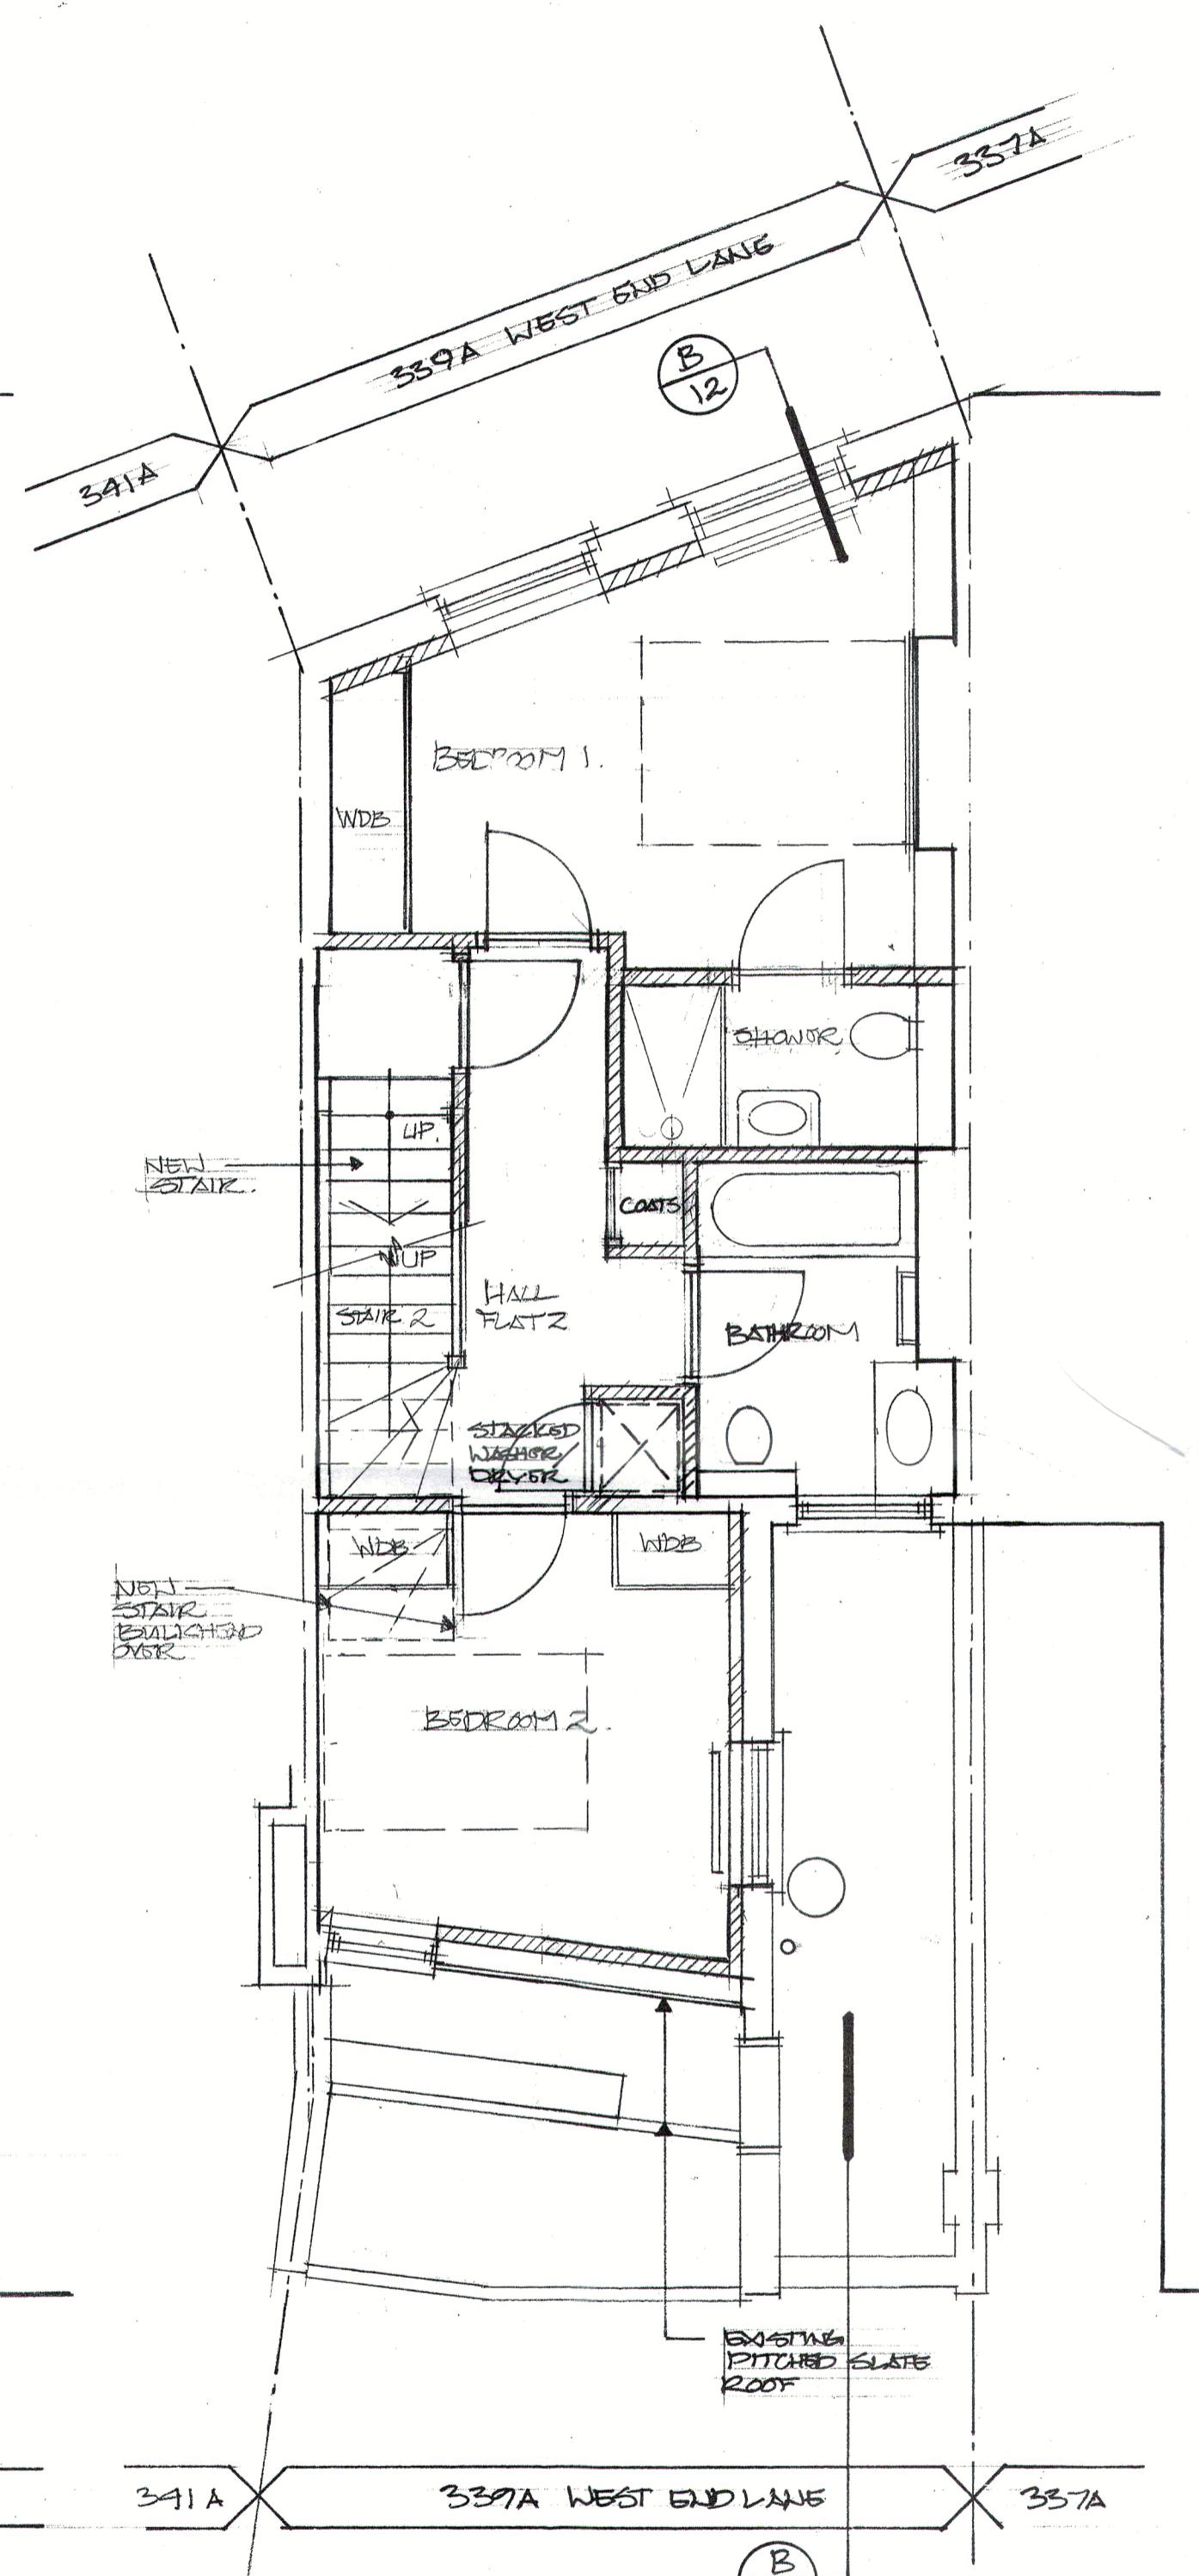 337A
339A WEST END LANE
B
12
341A
BEDROOM 1.
WDB
SHOWER
UP.
NEW
STAIR.
COATS
UP
HALL
FLAT 2
STAIR 2
BATHROOM
STACKED
WASHER/
DRYER
WDB
WDB
NEW
STAIR
BULKHEAD
OVER
BEDROOM 2.
EXISTING
PITCHED SLATE
ROOF
341A
339A WEST END LANE
337A
B